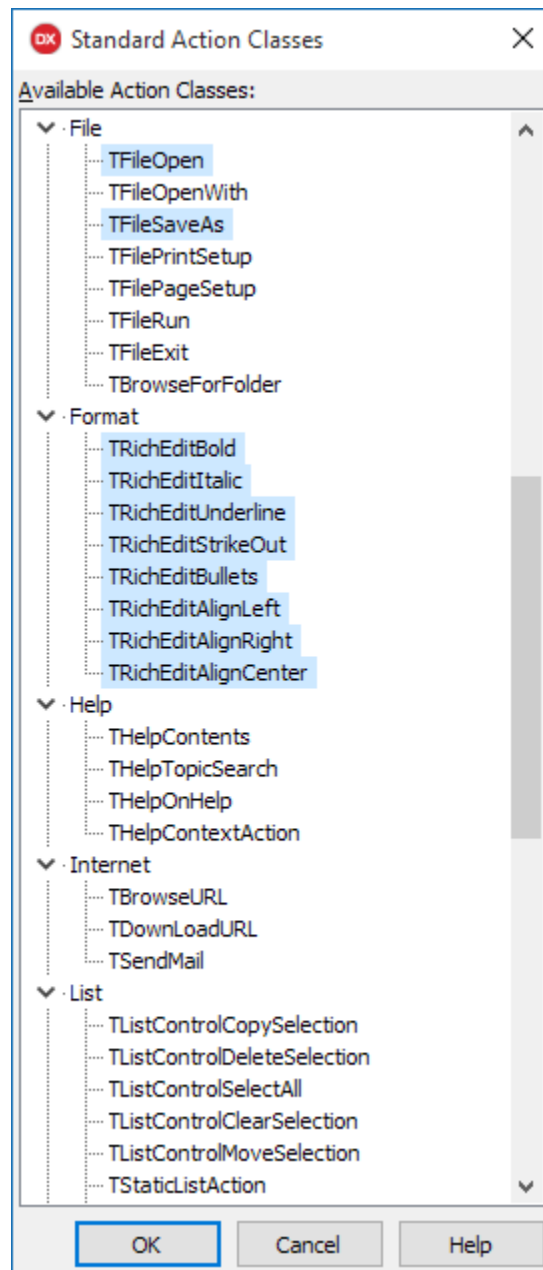 DX Standard Action Classes
Available Action Classes:
File
TFileOpen
TFileOpenWith
TFileSaveAs
TFilePrintSetup
TFilePageSetup
TFileRun
TFileExit
TBrowseForFolder
Format
TRichEditBold
TRichEditItalic
TRichEditUnderline
TRichEditStrikeOut
TRichEditBullets
TRichEditAlignLeft
TRichEditAlignRight
TRichEditAlignCenter
Help
THelpContents
THelpTopicSearch
THelpOnHelp
THelpContextAction
Internet
TBrowseURL
TDownLoadURL
TSendMail
List
TListControlCopySelection
TListControlDeleteSelection
TListControlSelectAll
TListControlClearSelection
TListControlMoveSelection
TStaticListAction
OK Cancel Help